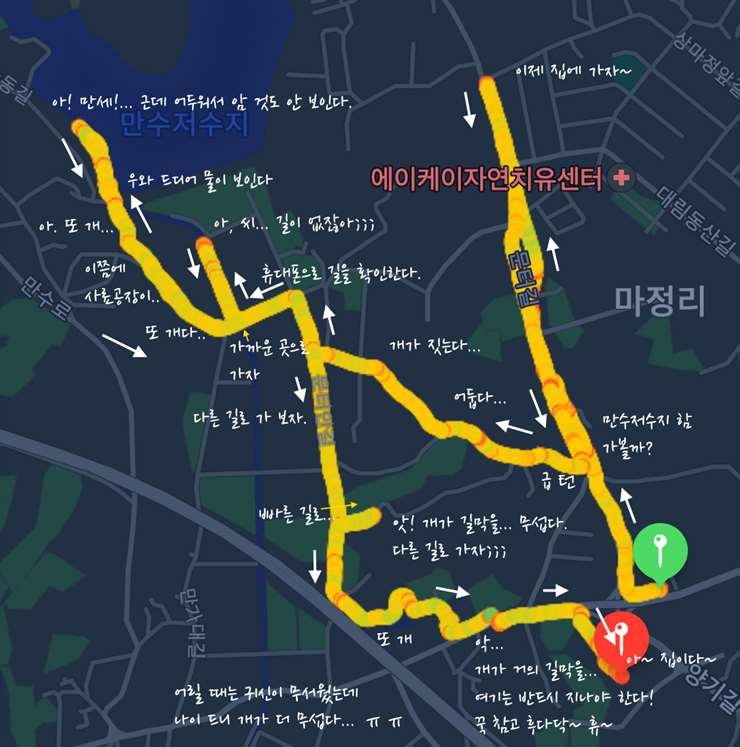 이제 집에 가자~
상마정앞길
동길
아! 만세!... 근데 어두워서 암 것도 안 보인다.
만수저수지
우와 드디어 물이 보인다
에이케이자연치유센터
대림동산길
아. 또 개...
아, 씨... 길이 없잖아;;;
이쯤에
사료공장이..
휴대폰으로 길을 확인한다.
문터길
마정리
만수로
또 개다..
가까운 곳으로
가자
개가 짖는다...
어둡다...
다른 길로 가 보자.
만수저수지 함
가볼까?
급 턴
빠른 길로...
앗! 개가 길막을... 무섭다.
다른 길로 가자;;;
만가대길
또 개
악...
개가 거의 길막을...
여기는 반드시 지나야 한다!
꾹 참고 후다닥~ 휴~
아~ 집이다~
양기길
어릴 때는 귀신이 무서웠는데
나이 드니 개가 더 무섭다... ㅠㅠ